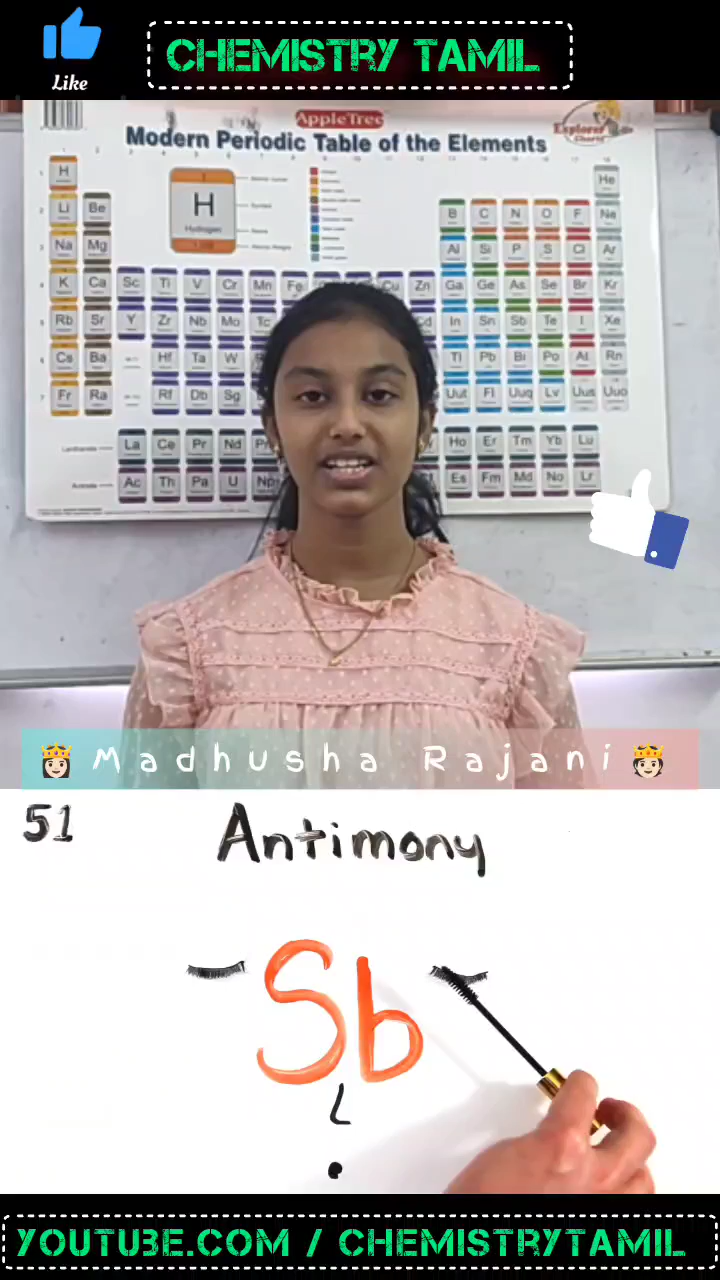 Like
CHEMISTRY TAMIL
AppleTree
Explorer
Modern Periodic Table of the Elements
H
Hydrogen
H He
Li Be B C N O F Ne
Na Mg Al Si P S Cl Ar
K Ca Sc Ti V Cr Mn Fe Cu Zn Ga Ge As Se Br Kr
Rb Sr Y Zr Nb Mo Tc Cd In Sn Sb Te I Xe
Cs Ba Hf Ta W Tl Pb Bi Po At Rn
Fr Ra Rf Db Sg Uut Fl Uuq Lv Uus Uuo
La Ce Pr Nd Ho Er Tm Yb Lu
Ac Th Pa U Np Es Fm Md No Lr
Madhusha Rajani
51 Antimony
Sb
YOUTUBE.COM / CHEMISTRYTAMIL